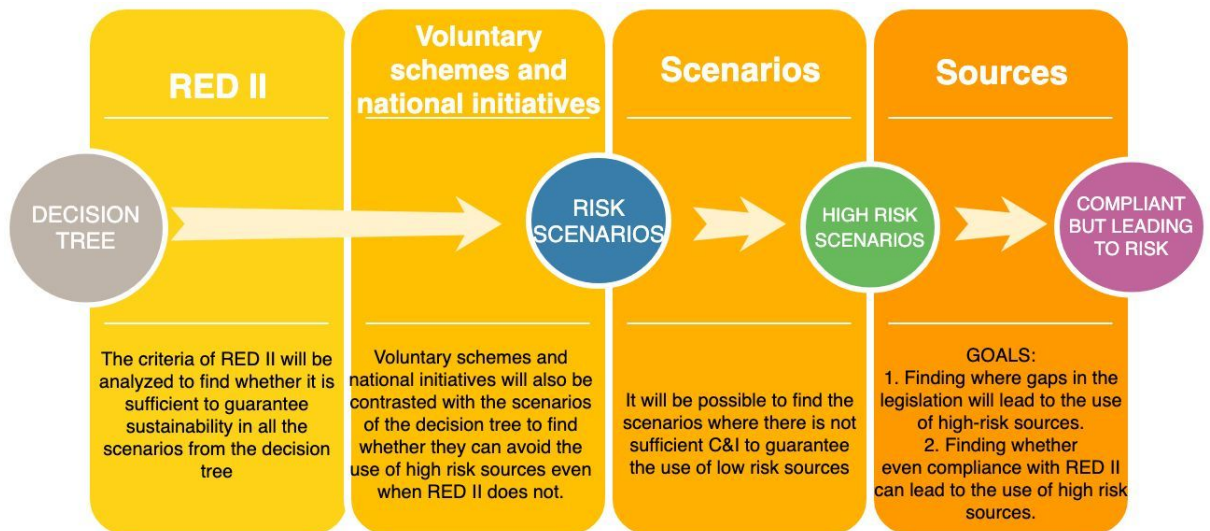 RED II
Voluntary
schemes and
national initiatives
Scenarios
Sources
DECISION
TREE
RISK
SCENARIOS
HIGH RISK
SCENARIOS
COMPLIANT
BUT LEADING
TO RISK
The criteria of RED II will be
analyzed to find whether it is
sufficient to guarantee
sustainability in all the
scenarios from the decision
tree
Voluntary schemes and
national initiatives will also be
contrasted with the scenarios
of the decision tree to find
whether they can avoid the
use of high risk sources even
when RED II does not.
It will be possible to find the
scenarios where there is not
sufficient C&I to guarantee
the use of low risk sources
GOALS:
1. Finding where gaps in the
legislation will lead to the use
of high-risk sources.
2. Finding whether
even compliance with RED II
can lead to the use of high risk
sources.